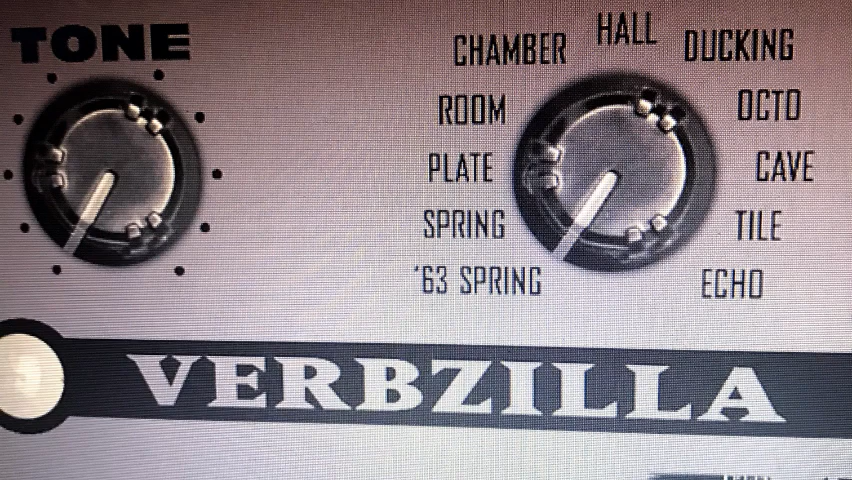 TONE
HALL
CHAMBER
DUCKING
ROOM
OCTO
PLATE
CAVE
SPRING
TILE
'63 SPRING
ECHO
VERBZILLA